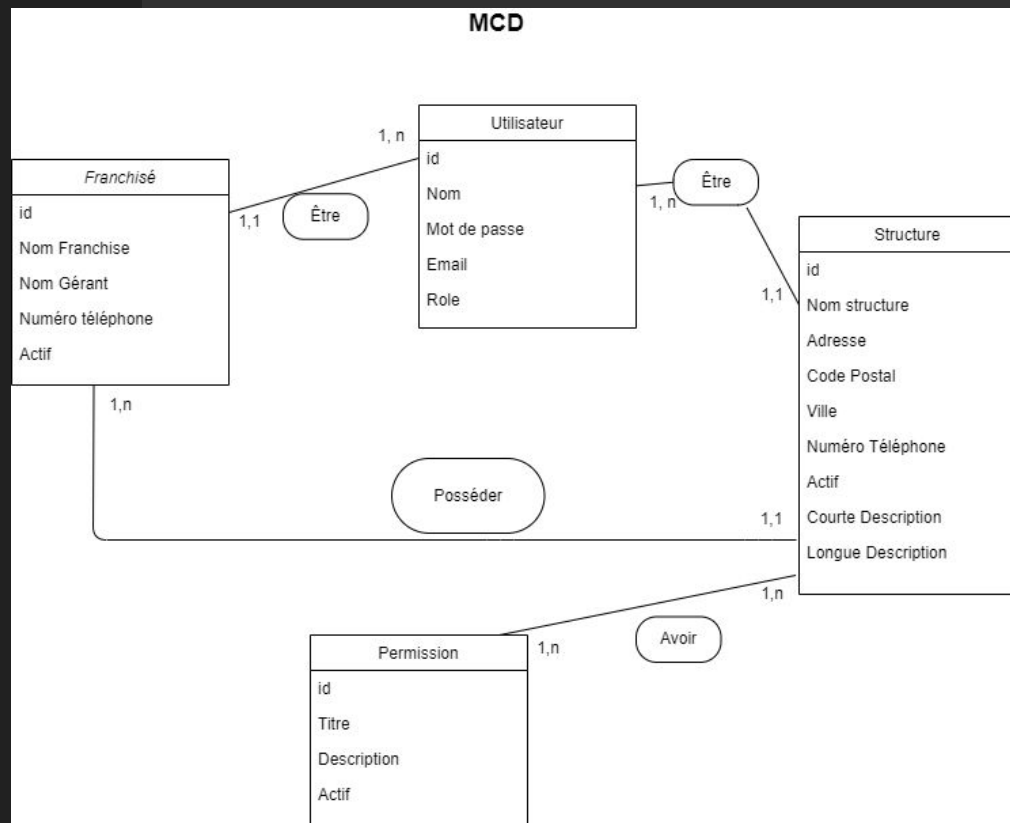 MCD
Franchisé
id
Nom Franchise
Nom Gérant
Numéro téléphone
Actif
1, n
1,1
Être
Utilisateur
id
Nom
Mot de passe
Email
Role
1, n
Être
1,1
Structure
id
Nom structure
Adresse
Code Postal
Ville
Numéro Téléphone
Actif
Courte Description
Longue Description
1,n
Posséder
1,1
1,n
Avoir
1,n
Permission
id
Titre
Description
Actif